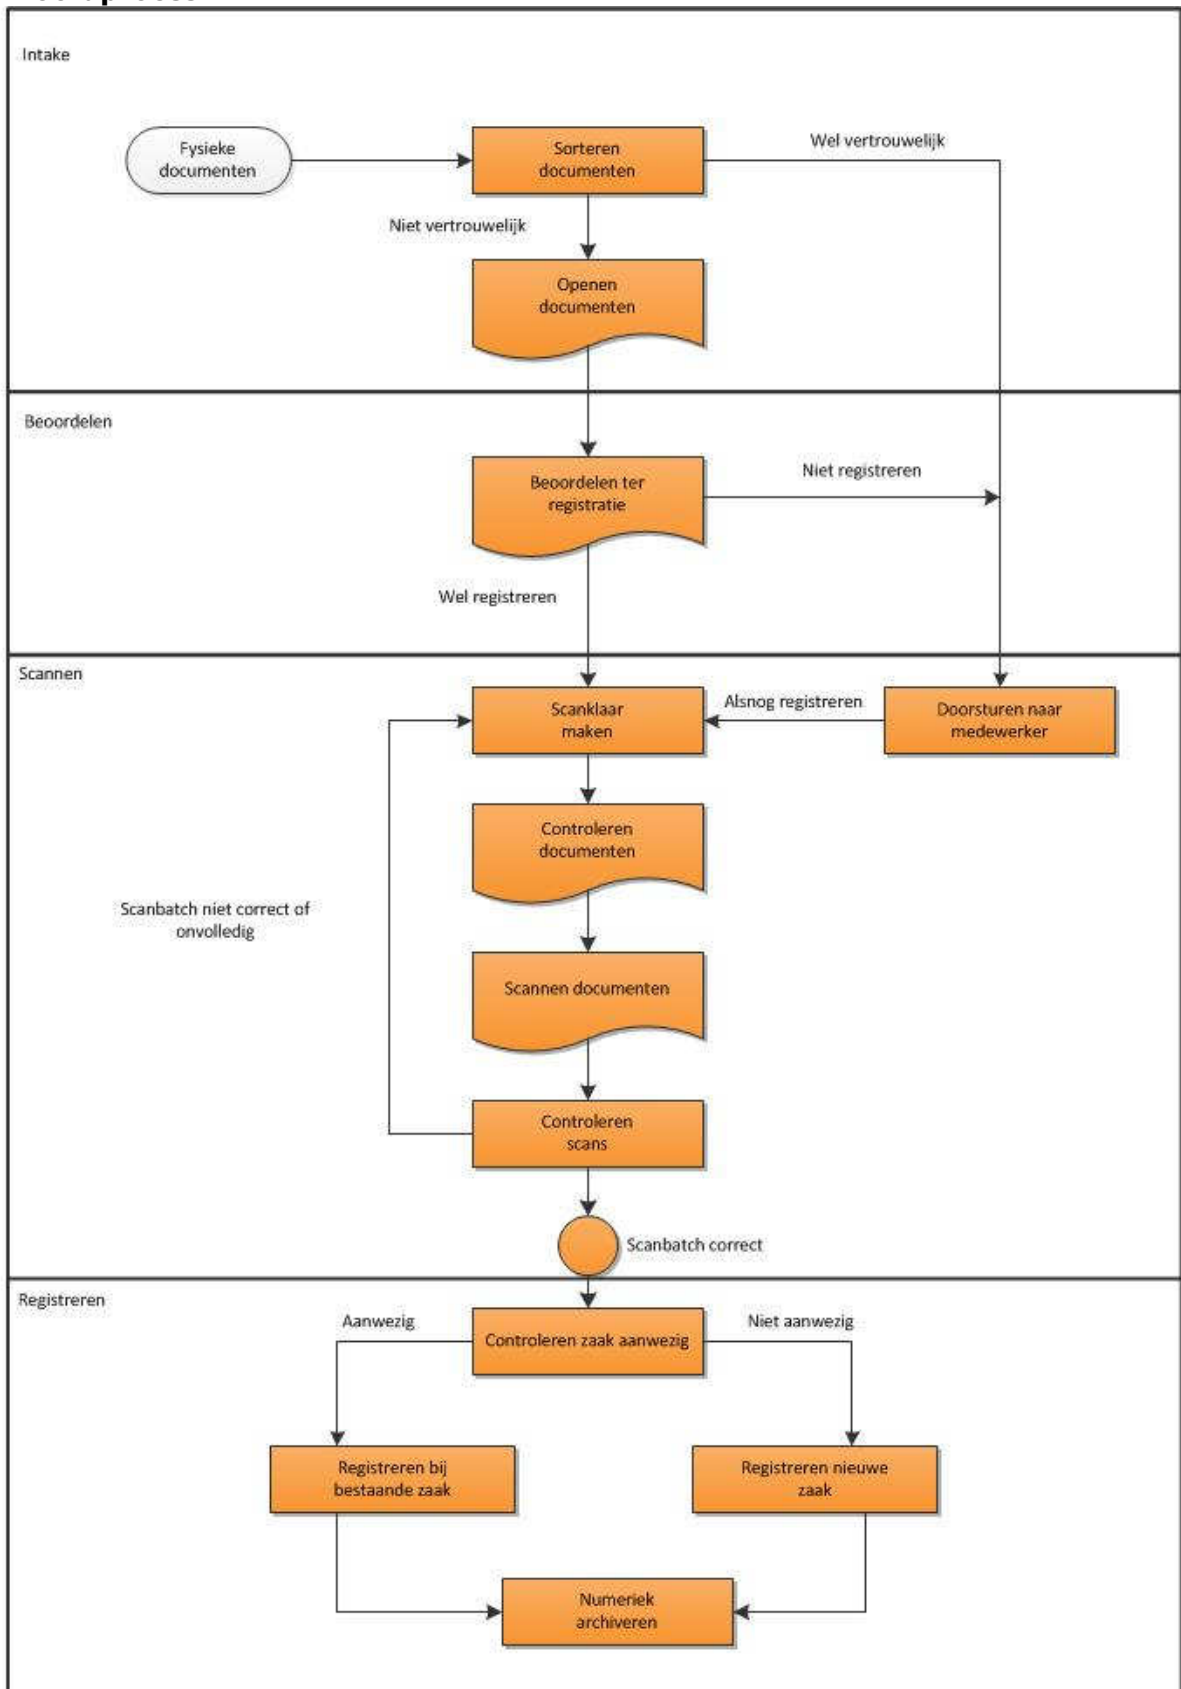 Intake
Fysieke
documenten
Sorteren
documenten
Wel vertrouwelijk
Niet vertrouwelijk
Openen
documenten
Beoordelen
Beoordelen ter
registratie
Niet registreren
Wel registreren
Scannen
Scanklaar
maken
Alsnog registreren
Doorsturen naar
medewerker
Controleren
documenten
Scanbatch niet correct of
onvolledig
Scannen documenten
Controleren
scans
Scanbatch correct
Registreren
Aanwezig
Controleren zaak aanwezig
Niet aanwezig
Registreren bij
bestaande zaak
Registreren nieuwe
zaak
Numeriek
archiveren